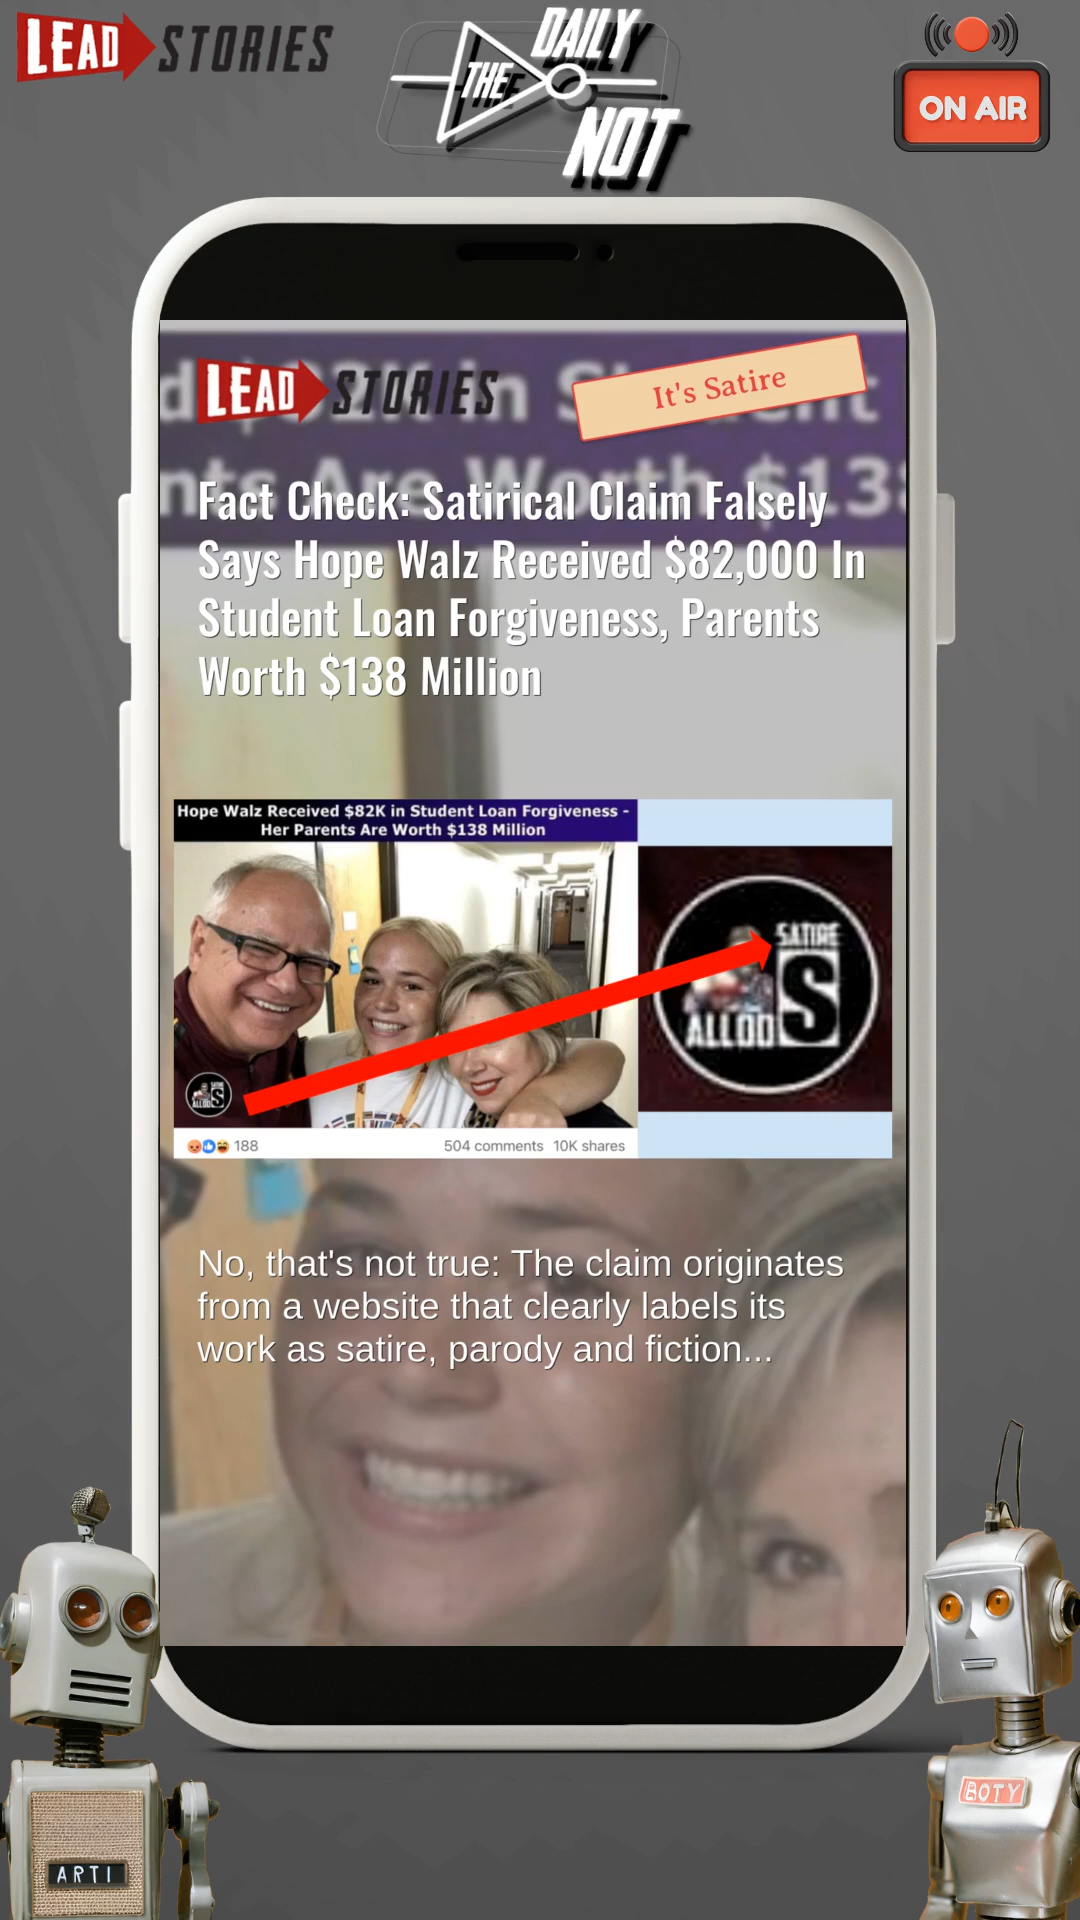 LEAD STORIES
THE DAILY NOT
ON AIR
LEAD STORIES
It's Satire
Fact Check: Satirical Claim Falsely
Says Hope Walz Received $82,000 In
Student Loan Forgiveness, Parents
Worth $138 Million
Hope Walz Received $82K in Student Loan Forgiveness -
Her Parents Are Worth $138 Million
SATIRE
ALLOD S
188
504 comments 10K shares
No, that's not true: The claim originates
from a website that clearly labels its
work as satire, parody and fiction...
BOTY
ARTI